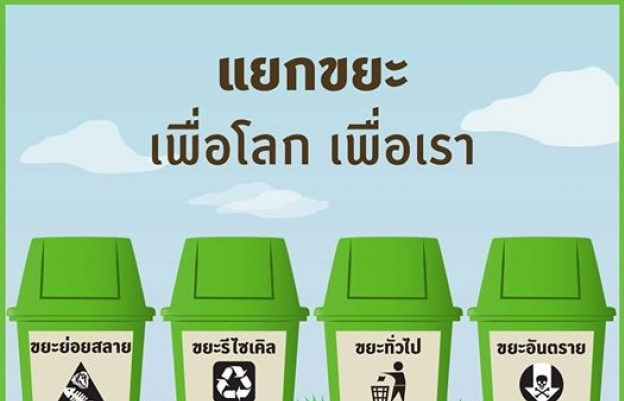 แยกขยะ
เพื่อโลก เพื่อเรา
ขยะย่อยสลาย
ขยะรีไซเคิล
ขยะทั่วไป
ขยะอันตราย